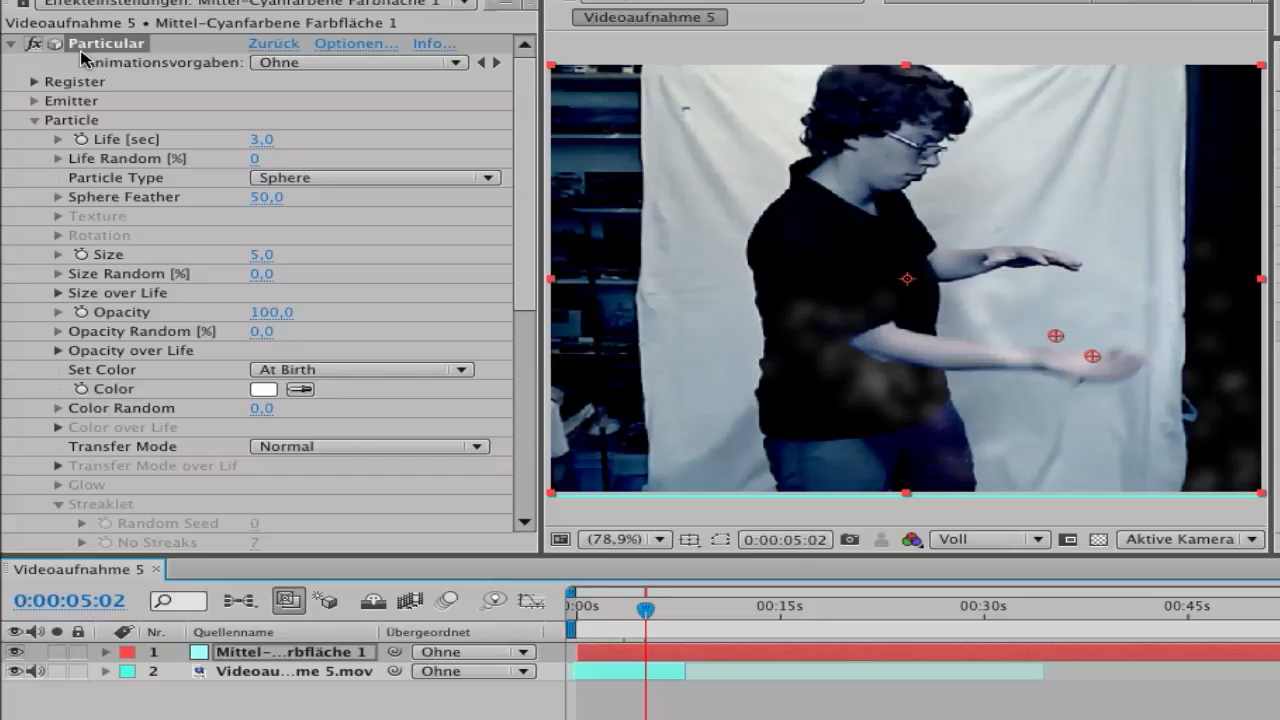 Effekteinstellungen: Mittel-Cyanfarbene Farbfläche 1
Videoaufnahme 5 • Mittel-Cyanfarbene Farbfläche 1
fx Particular Zurück Optionen... Info...
nimationsvorgaben: Ohne
Register
Emitter
Particle
Life [sec] 3,0
Life Random [%] 0
Particle Type Sphere
Sphere Feather 50,0
Texture
Rotation
Size 5,0
Size Random [%] 0,0
Size over Life
Opacity 100,0
Opacity Random [%] 0,0
Opacity over Life
Set Color At Birth
Color
Color Random 0,0
Color over Life
Transfer Mode Normal
Transfer Mode over Lif
Glow
Streaklet
Random Seed 0
No Streaks 7
Videoaufnahme 5
(78,9%) 0:00:05:02 Voll Aktive Kamera
Videoaufnahme 5 ×
0:00:05:02
:00s 00:15s 00:30s 00:45s
Nr. Quellenname Übergeordnet
1 Mittel-...rbfläche 1 Ohne
2 Videoau...me 5.mov Ohne